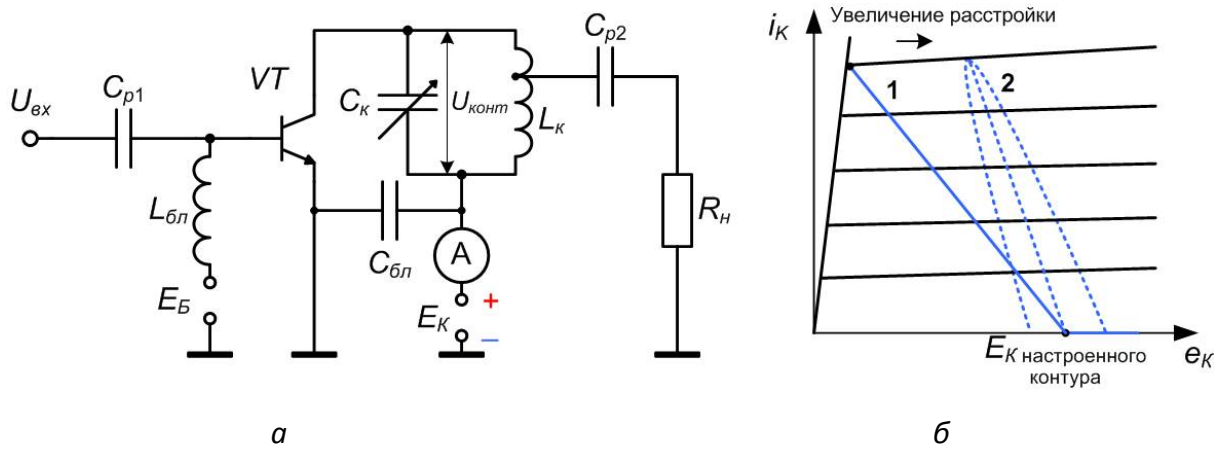 U_вх
C_р1
VT
L_бл
E_Б
C_к
U_конт
L_к
C_р2
C_бл
A
E_К
+
–
R_н
а
i_К
Увеличение расстройки
1
2
E_К настроенного
контура
e_К
б